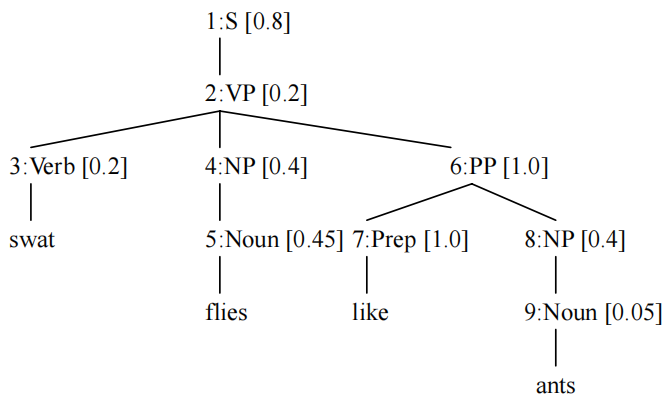 1:S [0.8]
2:VP [0.2]
3:Verb [0.2] 4:NP [0.4] 6:PP [1.0]
swat 5:Noun [0.45] 7:Prep [1.0] 8:NP [0.4]
flies like 9:Noun [0.05]
ants